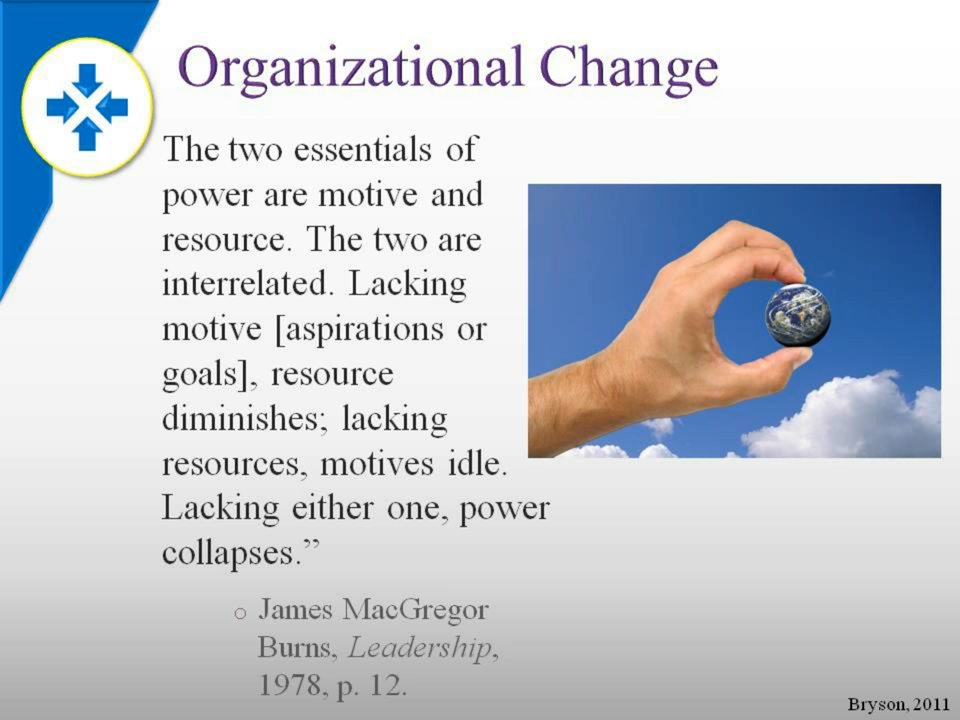 Organizational Change
The two essentials of
power are motive and
resource. The two are
interrelated. Lacking
motive [aspirations or
goals], resource
diminishes; lacking
resources, motives idle.
Lacking either one, power
collapses.”
o James MacGregor
Burns, Leadership,
1978, p. 12.
Bryson, 2011